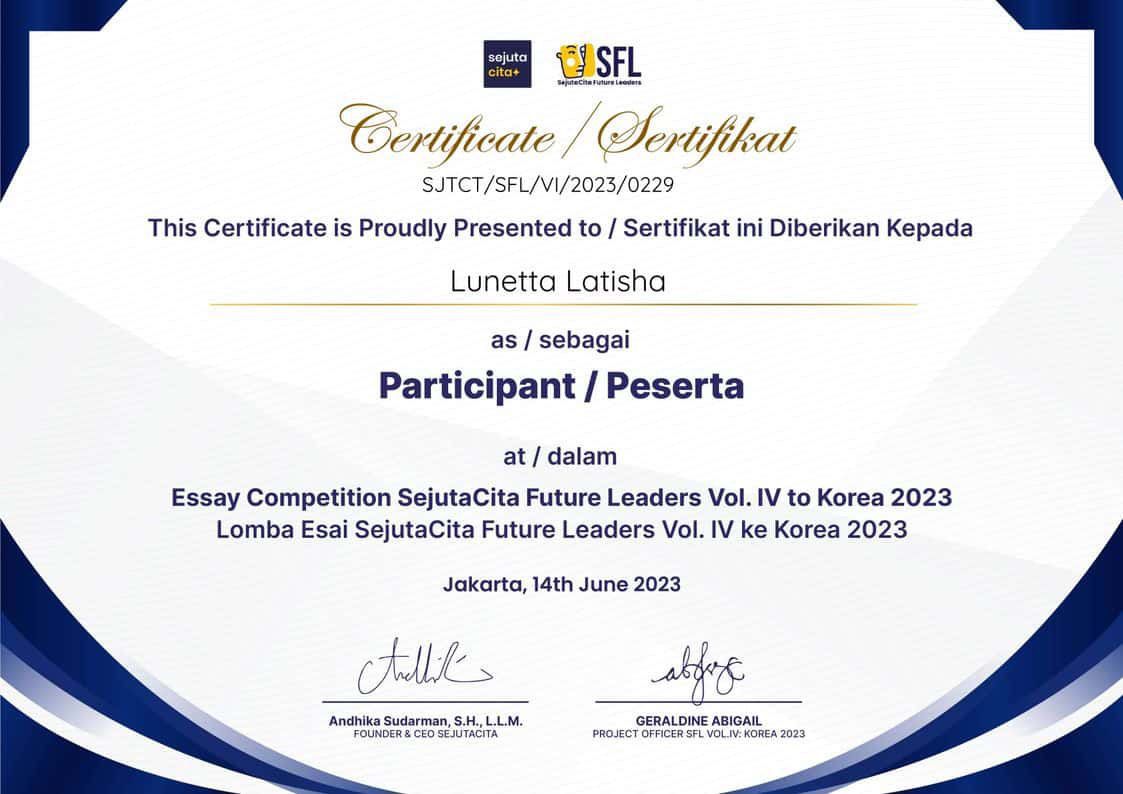 sejuta
cita+
SFL
SejutaCita Future Leaders
Certificate / Sertifikat
SJTCT/SFL/VI/2023/0229
This Certificate is Proudly Presented to / Sertifikat ini Diberikan Kepada
Lunetta Latisha
as / sebagai
Participant / Peserta
at / dalam
Essay Competition SejutaCita Future Leaders Vol. IV to Korea 2023
Lomba Esai SejutaCita Future Leaders Vol. IV ke Korea 2023
Jakarta, 14th June 2023
Andhika Sudarman, S.H., L.L.M.
FOUNDER & CEO SEJUTACITA
GERALDINE ABIGAIL
PROJECT OFFICER SFL VOL.IV: KOREA 2023